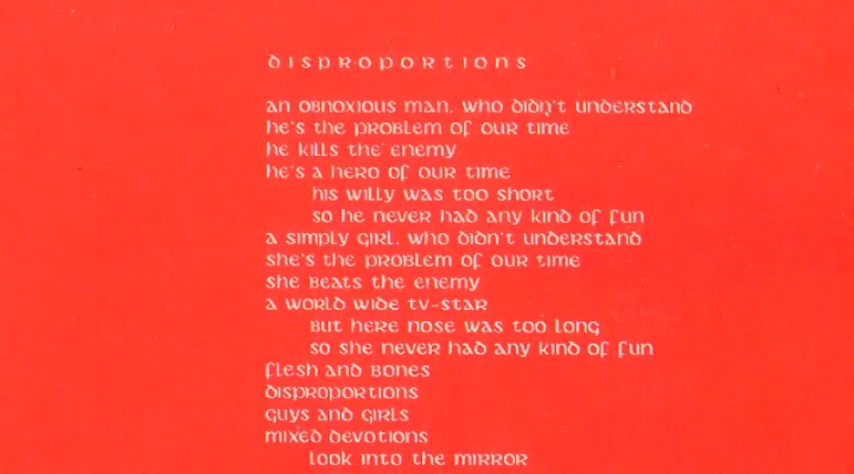 disproportions
an obnoxious man, who didn't understand
he's the problem of our time
he kills the enemy
he's a hero of our time
his willy was too short
so he never had any kind of fun
a simply girl, who didn't understand
she's the problem of our time
she beats the enemy
a world wide tv-star
but here nose was too long
so she never had any kind of fun
flesh and bones
disproportions
guys and girls
mixed devotions
look into the mirror